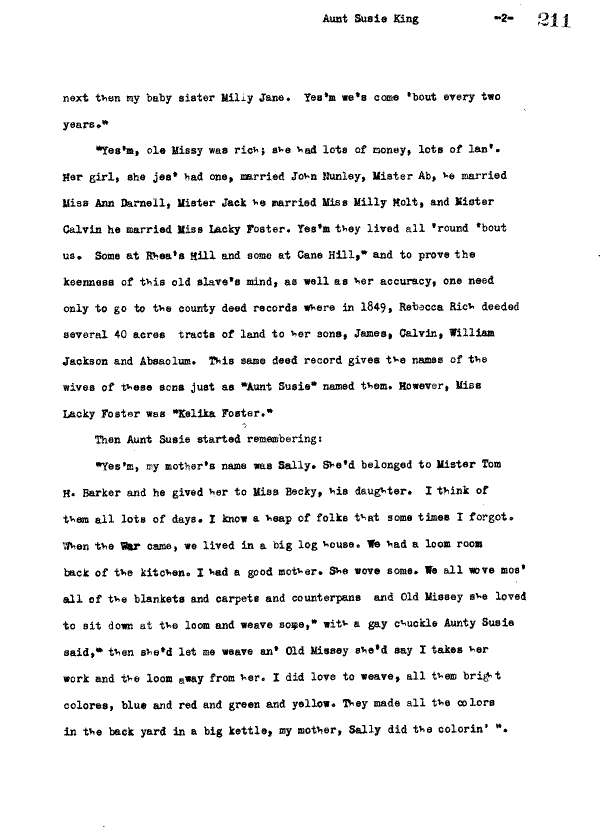 Aunt Susie King -2- 211
next then my baby sister Milly Jane. Yes'm we's come 'bout every two
years."
"Yes'm, ole Missy was rich; she had lots of money, lots of lan'.
Her girl, she jes' had one, married John Nunley, Mister Ab, he married
Miss Ann Darnell, Mister Jack he married Miss Milly Holt, and Mister
Calvin he married Miss Lacky Foster. Yes'm they lived all 'round 'bout
us. Some at Rhea's Mill and some at Cane Hill," and to prove the
keenness of this old slave's mind, as well as her accuracy, one need
only to go to the county deed records where in 1849, Rebecca Rich deeded
several 40 acres tracts of land to her sons, James, Calvin, William
Jackson and Absaolum. This same deed record gives the names of the
wives of these sons just as "Aunt Susie" named them. However, Miss
Lacky Foster was "Kelika Foster."
Then Aunt Susie started remembering:
"Yes'm, my mother's name was Sally. She'd belonged to Mister Tom
H. Barker and he gived her to Miss Becky, his daughter. I think of
them all lots of days. I know a heap of folks that some times I forgot.
When the War came, we lived in a big log house. We had a loom room
back of the kitchen. I had a good mother. She wove some. We all wove mos'
all of the blankets and carpets and counterpans and Old Missey she loved
to sit down at the loom and weave some," with a gay chuckle Aunty Susie
said," then she'd let me weave an' Old Missey she'd say I takes her
work and the loom away from her. I did love to weave, all them bright
colores, blue and red and green and yellow. They made all the colors
in the back yard in a big kettle, my mother, Sally did the colorin' ".